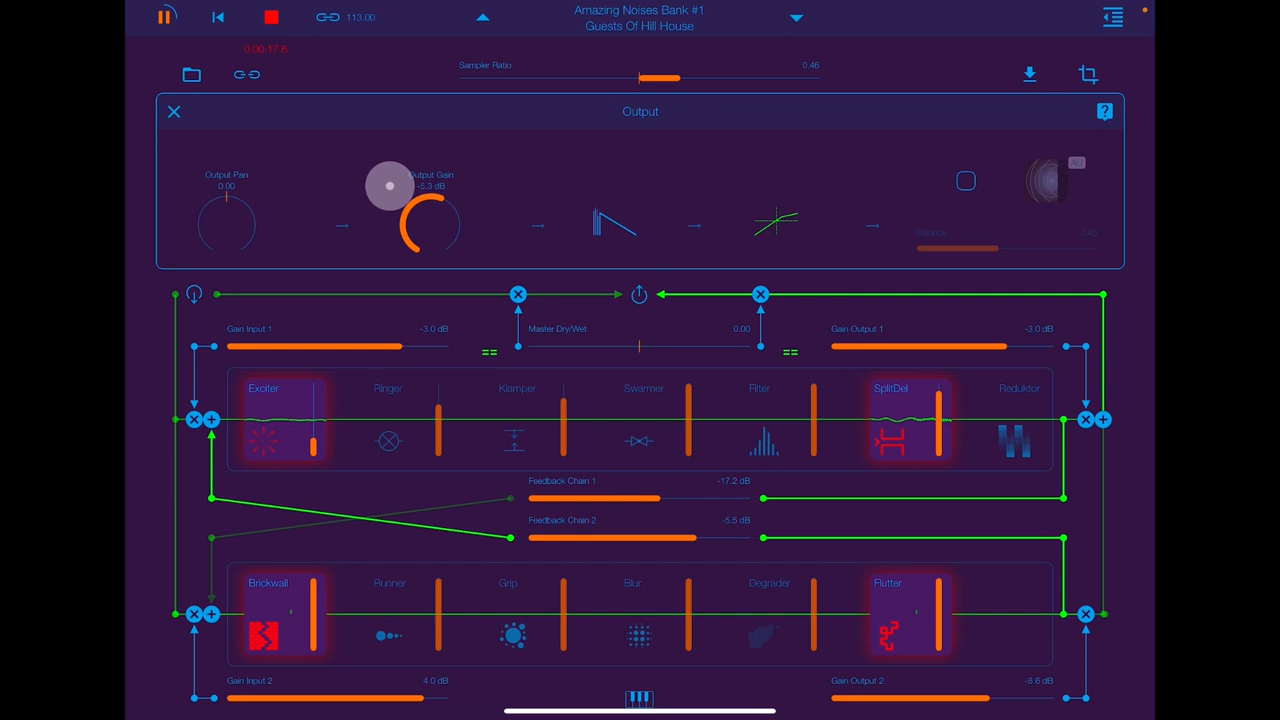 Amazing Noises Bank #1
113.00
Guests Of Hill House
0:00:17.6
Sampler Ratio 0.46
Output
?
Output Pan
0.00
Output Gain
-5.3 dB
AU
Balance 0.46
Gain Input 1 -3.0 dB
Master Dry/Wet 0.00
Gain Output 1 -3.0 dB
Exciter Ringer Klamper Swarmer Filter SplitDel Reduktor
Feedback Chain 1 -17.2 dB
Feedback Chain 2 -5.5 dB
Brickwall Runner Grip Blur Degrader Flutter
Gain Input 2 4.0 dB
Gain Output 2 -8.6 dB